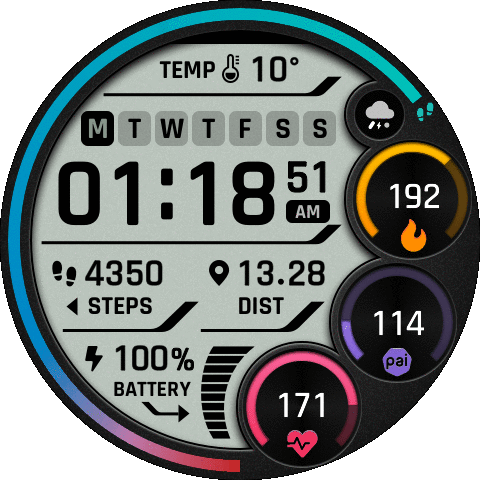 TEMP 10°
M T W T F S S
01:18 51
AM
4350 13.28
STEPS DIST
100%
BATTERY
192
114
pai
171